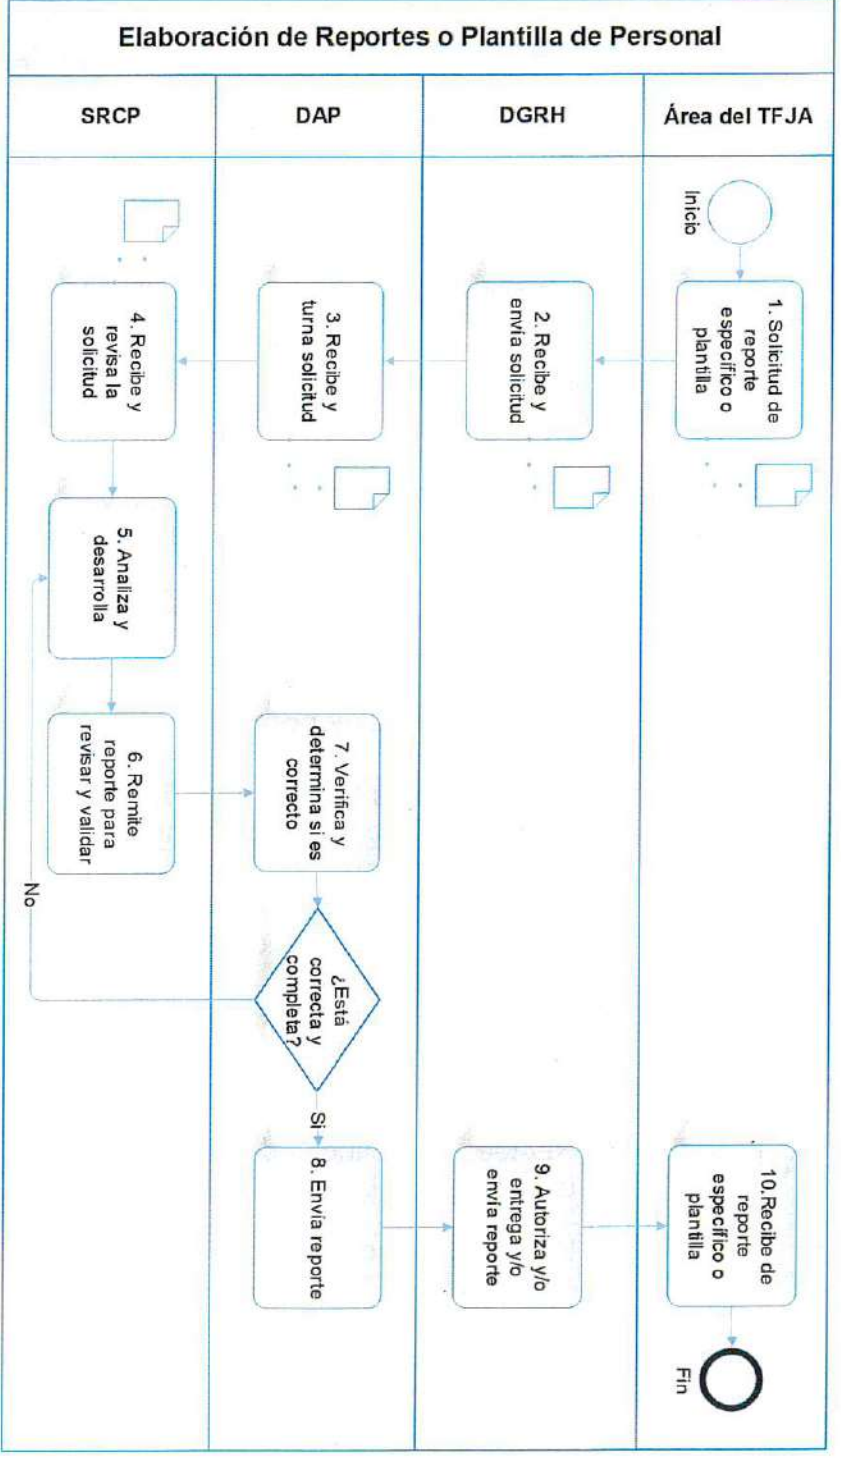 Elaboración de Reportes o Plantilla de Personal
SRCP
DAP
DGRH
Área del TFJA
Inicio
1. Solicitud de
reporte
específico o
plantilla
2. Recibe y
envía solicitud
3. Recibe y
turna solicitud
4. Recibe y
revisa la
solicitud
5. Analiza y
desarrolla
6. Remite
reporte para
revisar y validar
7. Verifica y
determina si es
correcto
¿Está
correcta y
completa?
No
Si
8. Envía reporte
9. Autoriza y/o
entrega y/o
envía reporte
10.Recibe de
reporte
específico o
plantilla
Fin